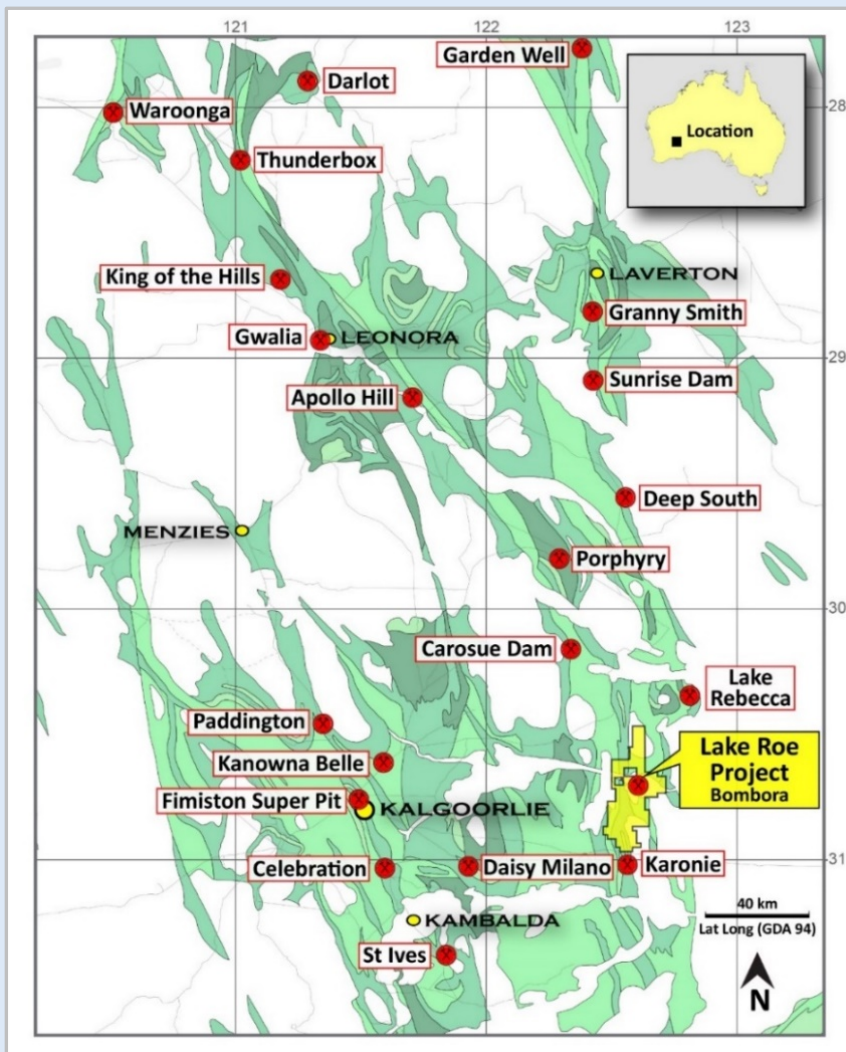 121
122
123
Garden Well
Darlot
28
Waroonga
Location
Thunderbox
King of the Hills
LAVERTON
Granny Smith
Gwalia
LEONORA
29
Sunrise Dam
Apollo Hill
Deep South
MENZIES
Porphyry
30
Carosue Dam
Lake
Rebecca
Paddington
Lake Roe
Project
Bombora
Kanowna Belle
Fimiston Super Pit
KALGOORLIE
31
Celebration
Daisy Milano
Karonie
40 km
Lat Long (GDA 94)
KAMBALDA
St Ives
N